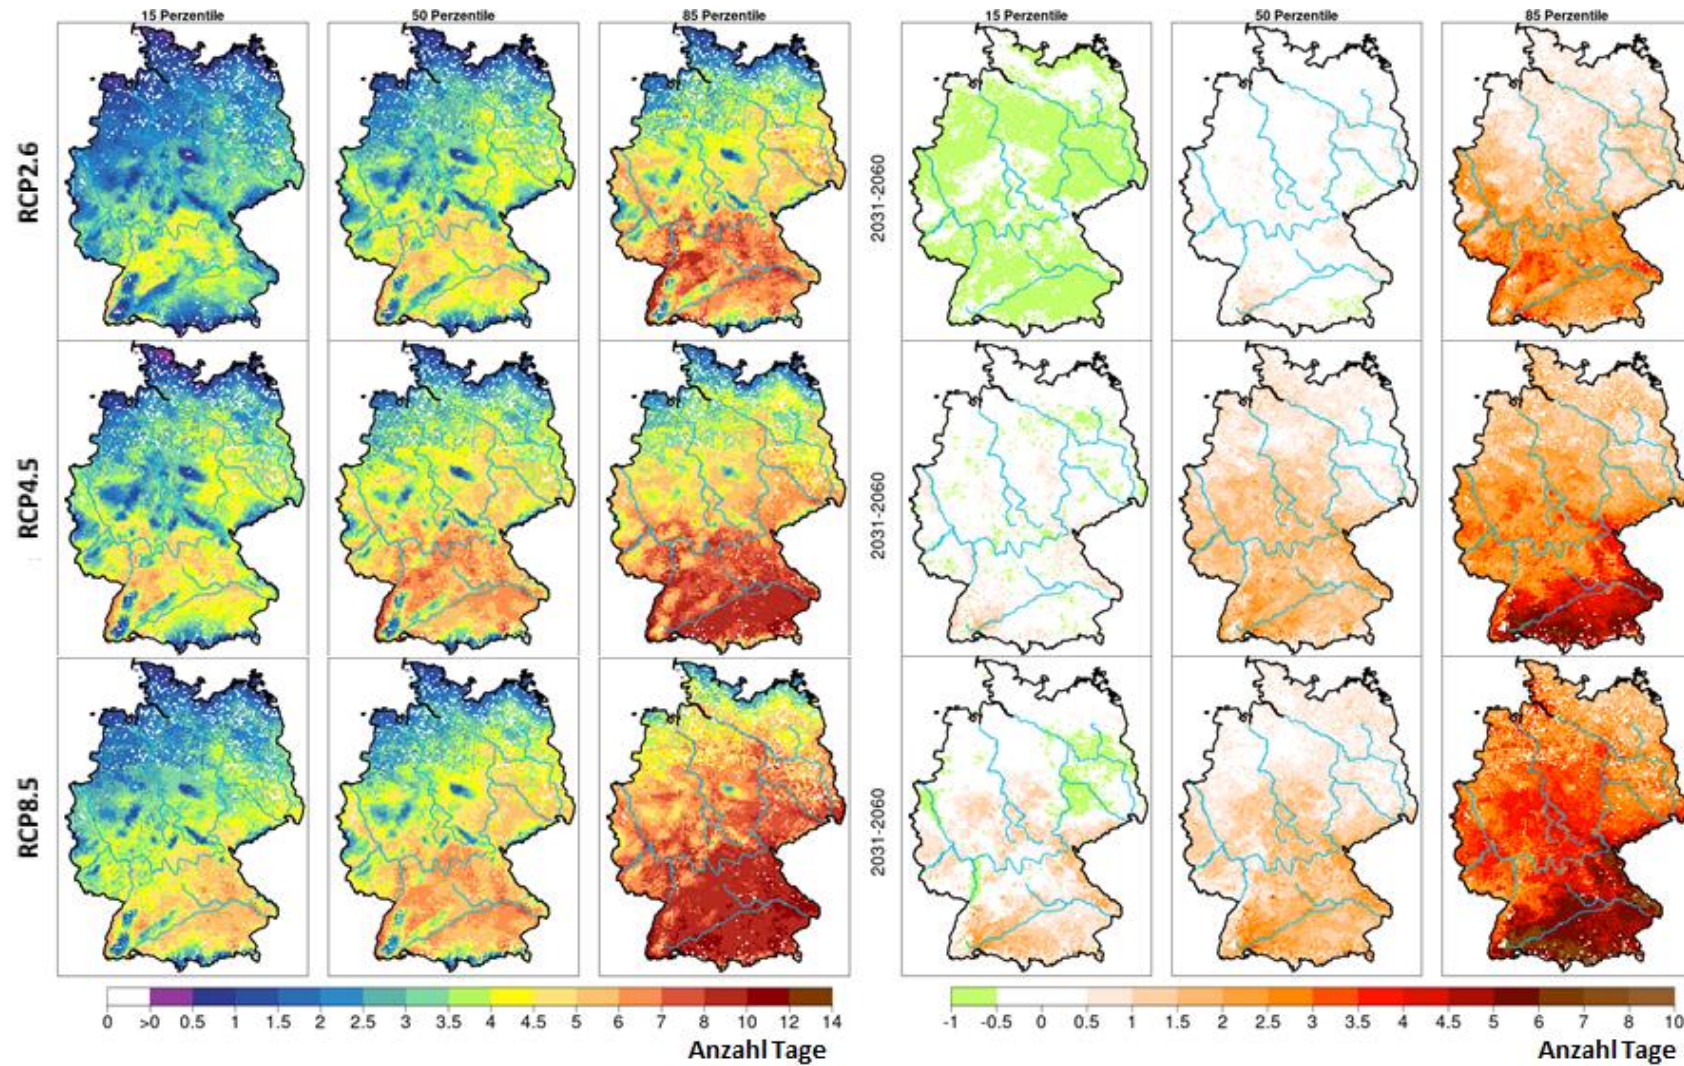 15 Perzentile 50 Perzentile 85 Perzentile 15 Perzentile 50 Perzentile 85 Perzentile
RCP2.6
2031-2060
RCP4.5
2031-2060
RCP8.5
2031-2060
0 >0 0.5 1 1.5 2 2.5 3 3.5 4 4.5 5 6 7 8 10 12 14
-1 -0.5 0 0.5 1 1.5 2 2.5 3 3.5 4 4.5 5 6 7 8 10
Anzahl Tage
Anzahl Tage